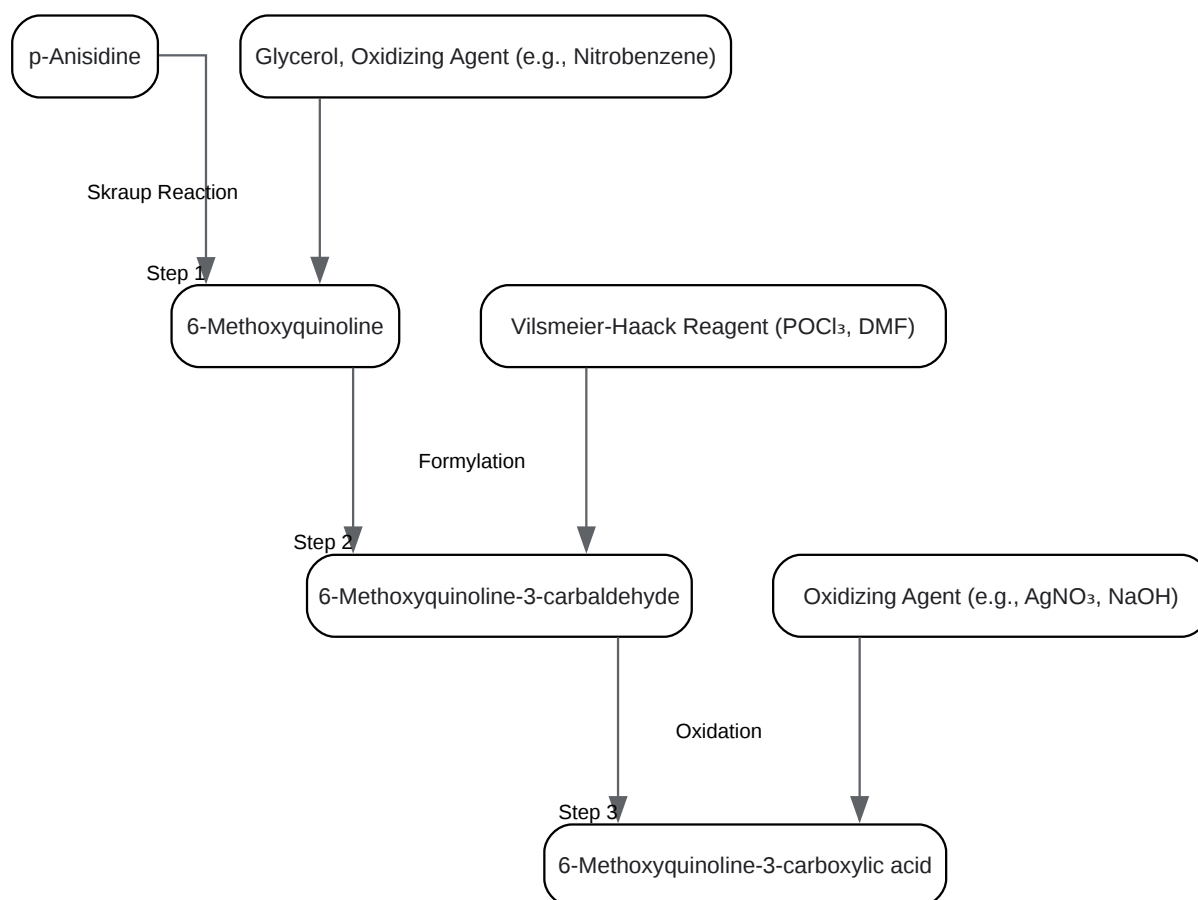 p-Anisidine
Glycerol, Oxidizing Agent (e.g., Nitrobenzene)
Skraup Reaction
Step 1
6-Methoxyquinoline
Vilsmeier-Haack Reagent (POCl₃, DMF)
Formylation
Step 2
6-Methoxyquinoline-3-carbaldehyde
Oxidizing Agent (e.g., AgNO₃, NaOH)
Oxidation
Step 3
6-Methoxyquinoline-3-carboxylic acid